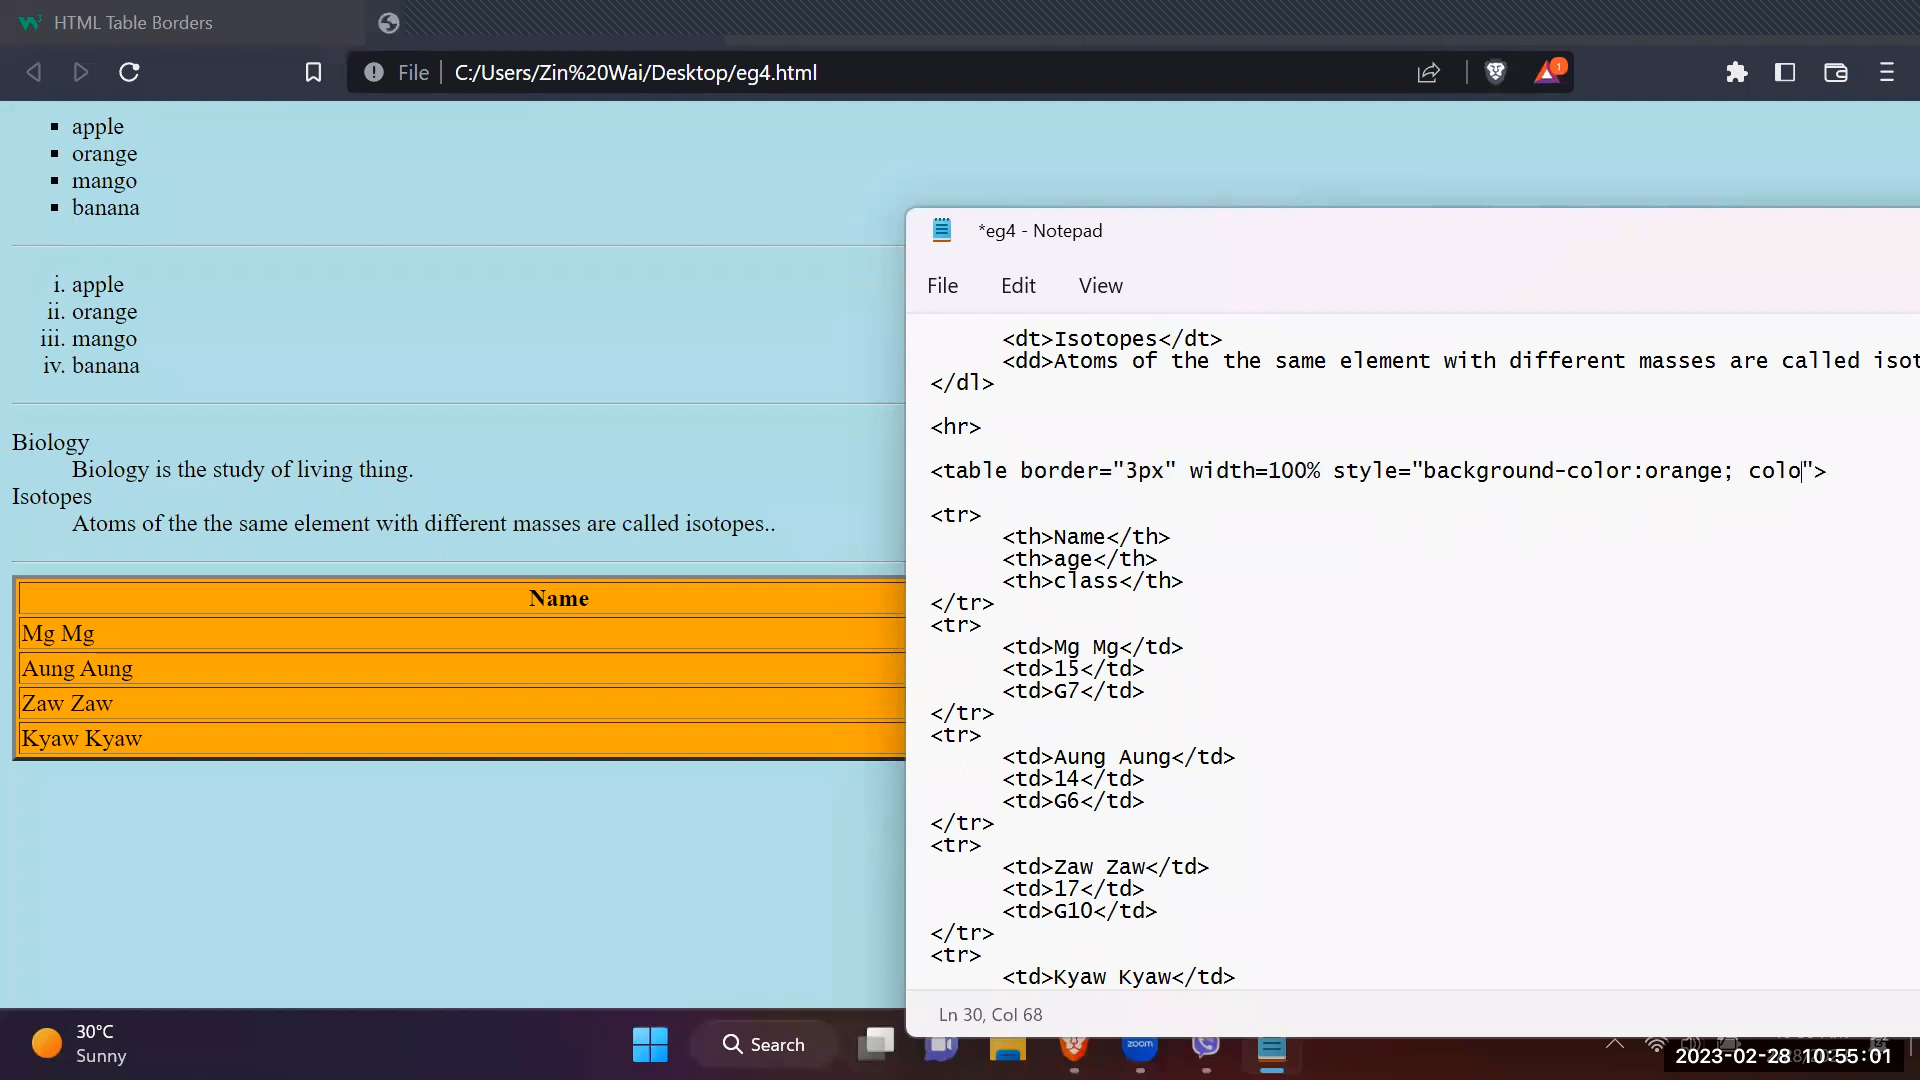 HTML Table Borders
File C:/Users/Zin%20Wai/Desktop/eg4.html
1
apple
orange
mango
banana
i. apple
ii. orange
iii. mango
iv. banana
Biology
Biology is the study of living thing.
Isotopes
Atoms of the the same element with different masses are called isotopes..
Name
Mg Mg
Aung Aung
Zaw Zaw
Kyaw Kyaw
*eg4 - Notepad
File Edit View
<dt>Isotopes</dt>
<dd>Atoms of the the same element with different masses are called isot
</dl>
<hr>
<table border="3px" width=100% style="background-color:orange; colo">
<tr>
<th>Name</th>
<th>age</th>
<th>class</th>
</tr>
<tr>
<td>Mg Mg</td>
<td>15</td>
<td>G7</td>
</tr>
<tr>
<td>Aung Aung</td>
<td>14</td>
<td>G6</td>
</tr>
<tr>
<td>Zaw Zaw</td>
<td>17</td>
<td>G10</td>
</tr>
<tr>
<td>Kyaw Kyaw</td>
Ln 30, Col 68
30°C
Sunny
Search
zoom
2023-02-28 10:55:01